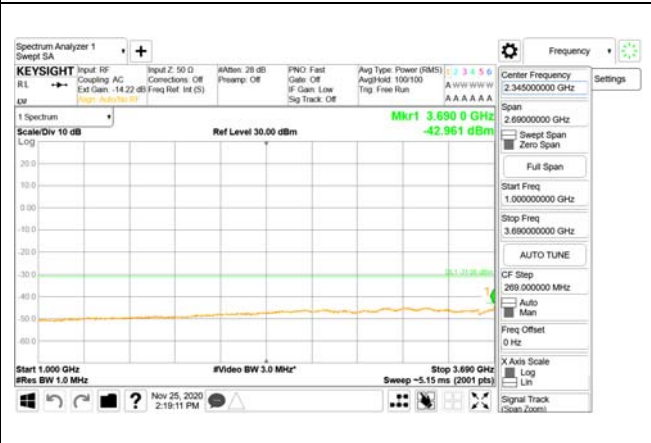 Spectrum Analyzer 1
Swept SA
Frequency
KEYSIGHT
RL
Input: RF
Coupling: AC
Ext Gain: -14.22 dB
Align: Auto/No RF
Input Z: 50 Ω
Corrections: Off
Freq Ref: Int (S)
#Atten: 28 dB
Preamp: Off
PNO: Fast
Gate: Off
IF Gain: Low
Sig Track: Off
Avg Type: Power (RMS)
Avg|Hold: 100/100
Trig: Free Run
1 2 3 4 5 6
A W W W W W
A A A A A A
Center Frequency
2.345000000 GHz
Settings
1 Spectrum
Mkr1 3.690 0 GHz
Scale/Div 10 dB
Ref Level 30.00 dBm
-42.961 dBm
Log
Span
2.69000000 GHz
Swept Span
Zero Span
Full Span
Start Freq
1.000000000 GHz
Stop Freq
3.690000000 GHz
AUTO TUNE
CF Step
269.000000 MHz
Auto
Man
Freq Offset
0 Hz
X Axis Scale
Log
Lin
Signal Track
(Span Zoom)
20.0
10.0
0.00
-10.0
-20.0
-30.0
-40.0
-50.0
-60.0
1
Start 1.000 GHz
#Video BW 3.0 MHz*
Stop 3.690 GHz
#Res BW 1.0 MHz
Sweep ~5.15 ms (2001 pts)
?
Nov 25, 2020
2:19:11 PM